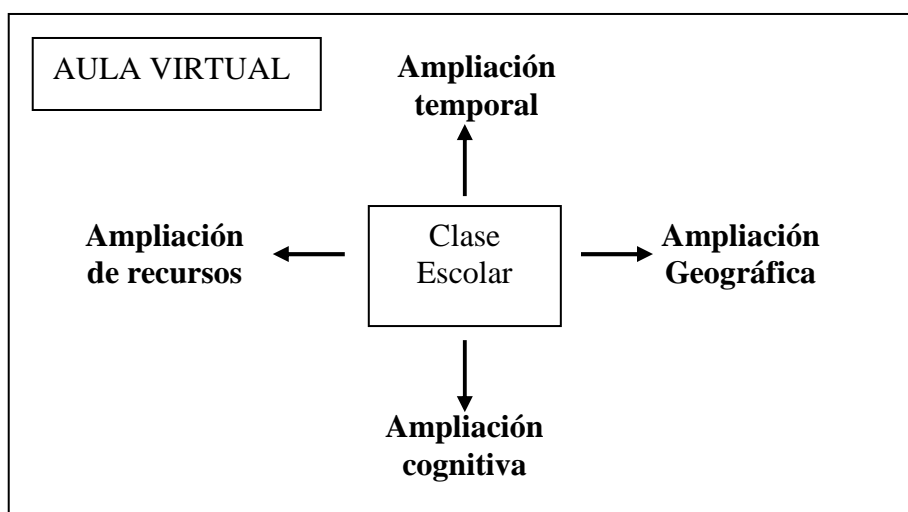 AULA VIRTUAL
Ampliación
temporal
Ampliación
de recursos
Clase
Escolar
Ampliación
Geográfica
Ampliación
cognitiva